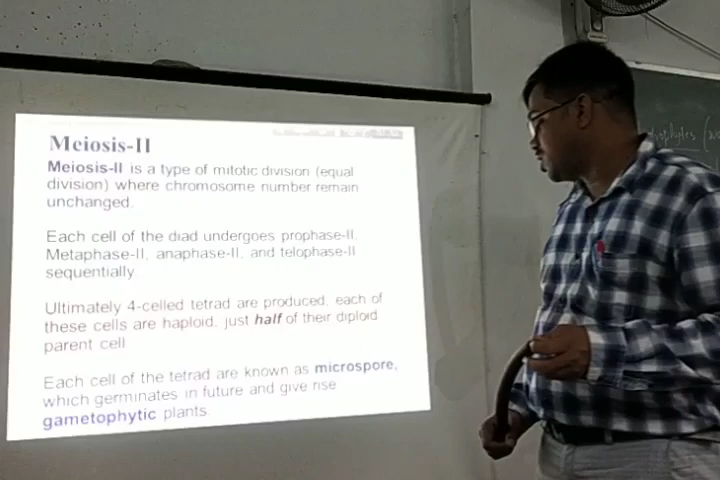 Meiosis-II
Meiosis-II is a type of mitotic division (equal
division) where chromosome number remain
unchanged.
Each cell of the diad undergoes prophase-II,
Metaphase-II, anaphase-II, and telophase-II
sequentially.
Ultimately 4-celled tetrad are produced, each of
these cells are haploid, just half of their diploid
parent cell
Each cell of the tetrad are known as microspore,
which germinates in future and give rise
gametophytic plants